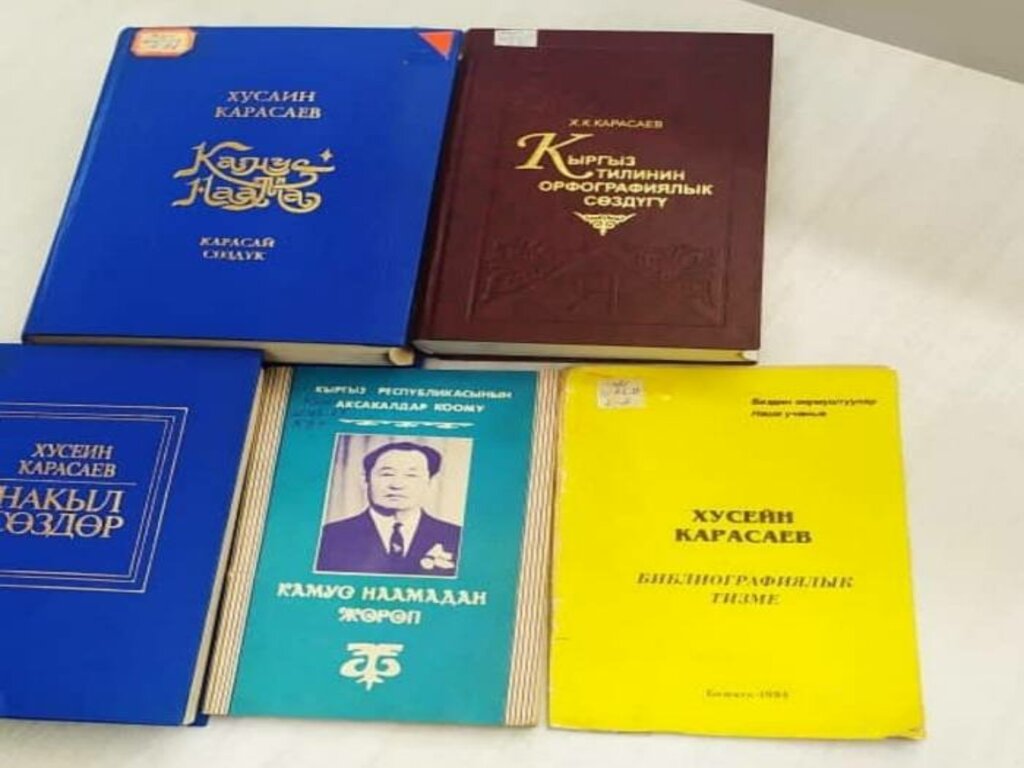 ХУСАИН
КАРАСАЕВ
Камус
Наама
КАРАСАЙ
СӨЗДҮК
Х.К. КАРАСАЕВ
КЫРГЫЗ
ТИЛИНИН
ОРФОГРАФИЯЛЫК
СӨЗДҮГҮ
ХУСЕИН
КАРАСАЕВ
НАКЫЛ
СӨЗДӨР
КЫРГЫЗ РЕСПУБЛИКАСЫНЫН
АКСАКАЛДАР КООМУ
КАМУС НААМАДАН
ЖӨРӨП
Биздин окумуштуулар
Наши ученые
ХУСЕЙН
КАРАСАЕВ
БИБЛИОГРАФИЯЛЫК
ТИЗМЕ